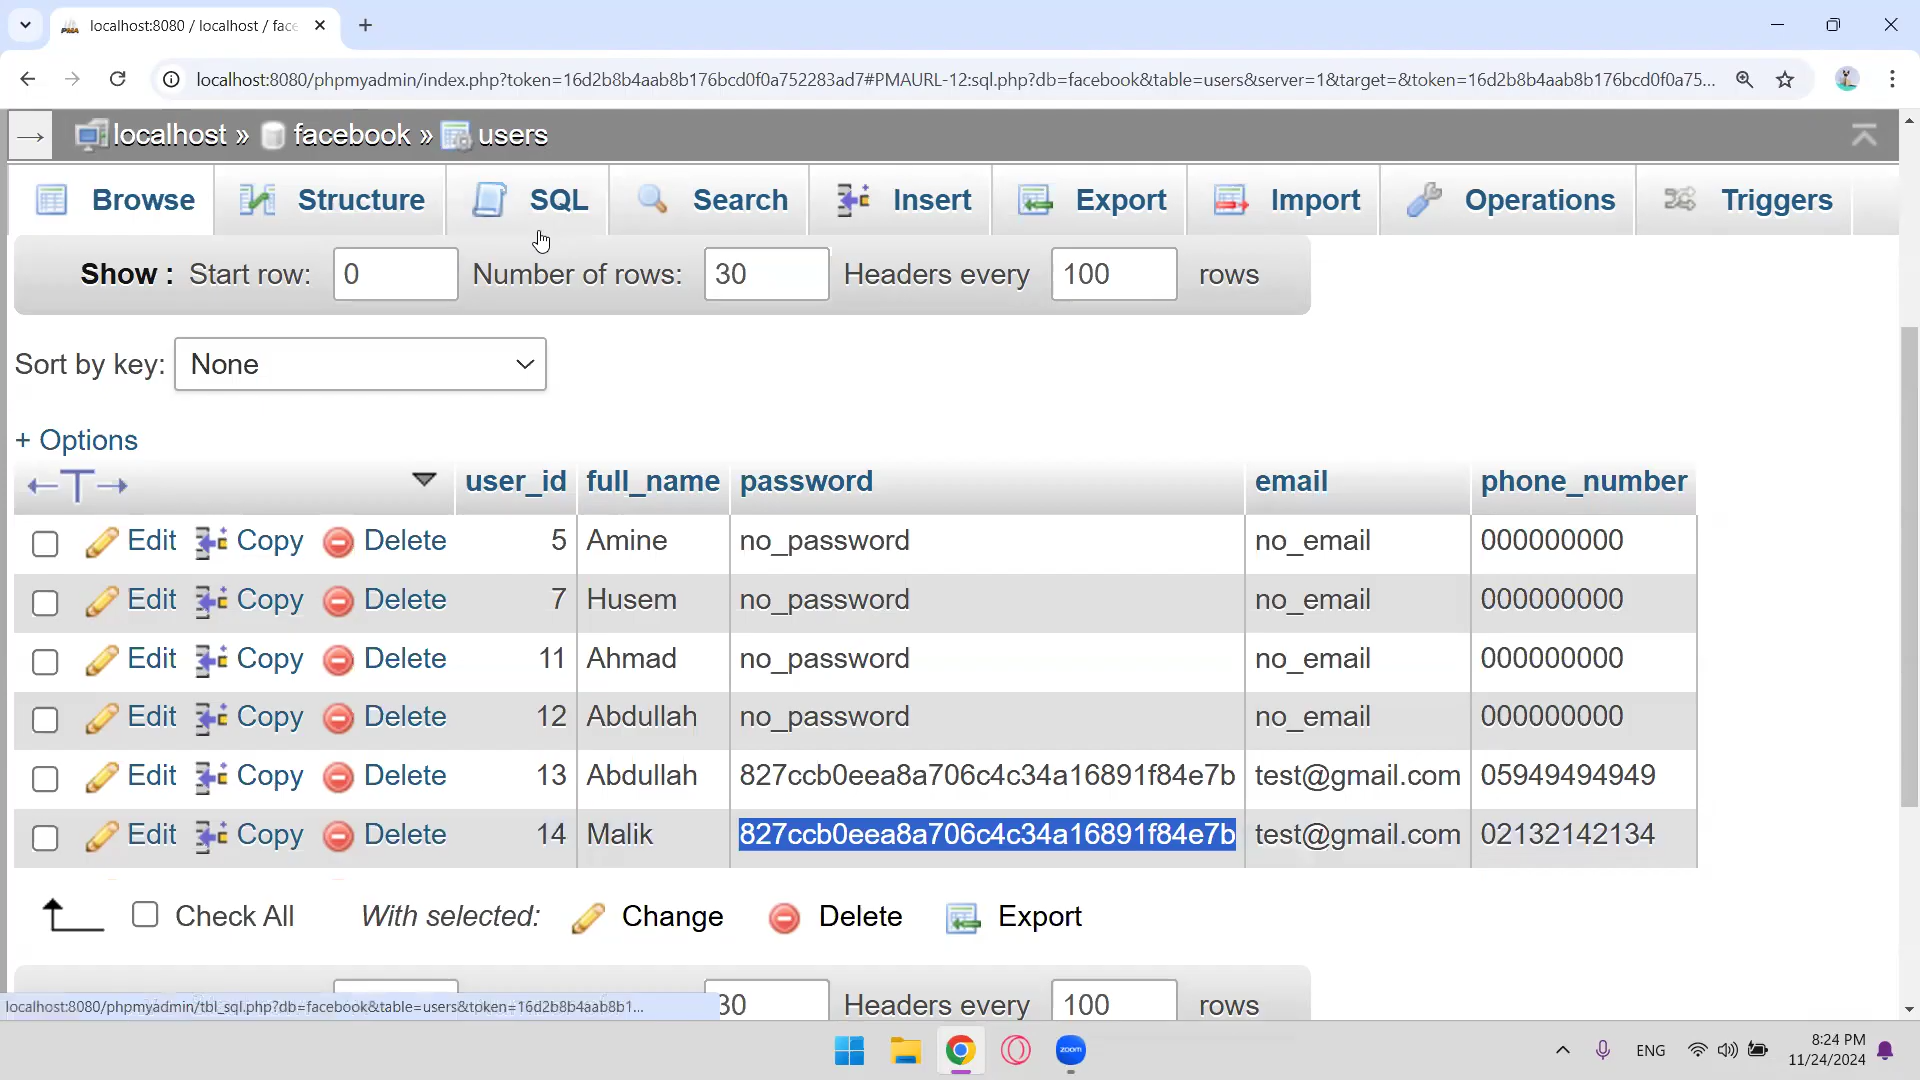 localhost:8080 / localhost / face
localhost:8080/phpmyadmin/index.php?token=16d2b8b4aab8b176bcd0f0a752283ad7#PMAURL-12:sql.php?db=facebook&table=users&server=1&target=&token=16d2b8b4aab8b176bcd0f0a75...
localhost » facebook » users
Browse Structure SQL Search Insert Export Import Operations Triggers
Show : Start row: 0 Number of rows: 30 Headers every 100 rows
Sort by key: None
+ Options
←T→ user_id full_name password email phone_number
Edit Copy Delete 5 Amine no_password no_email 000000000
Edit Copy Delete 7 Husem no_password no_email 000000000
Edit Copy Delete 11 Ahmad no_password no_email 000000000
Edit Copy Delete 12 Abdullah no_password no_email 000000000
Edit Copy Delete 13 Abdullah 827ccb0eea8a706c4c34a16891f84e7b test@gmail.com 05949494949
Edit Copy Delete 14 Malik 827ccb0eea8a706c4c34a16891f84e7b test@gmail.com 02132142134
Check All With selected: Change Delete Export
30 Headers every 100 rows
localhost:8080/phpmyadmin/tbl_sql.php?db=facebook&table=users&token=16d2b8b4aab8b1...
zoom
ENG
8:24 PM
11/24/2024